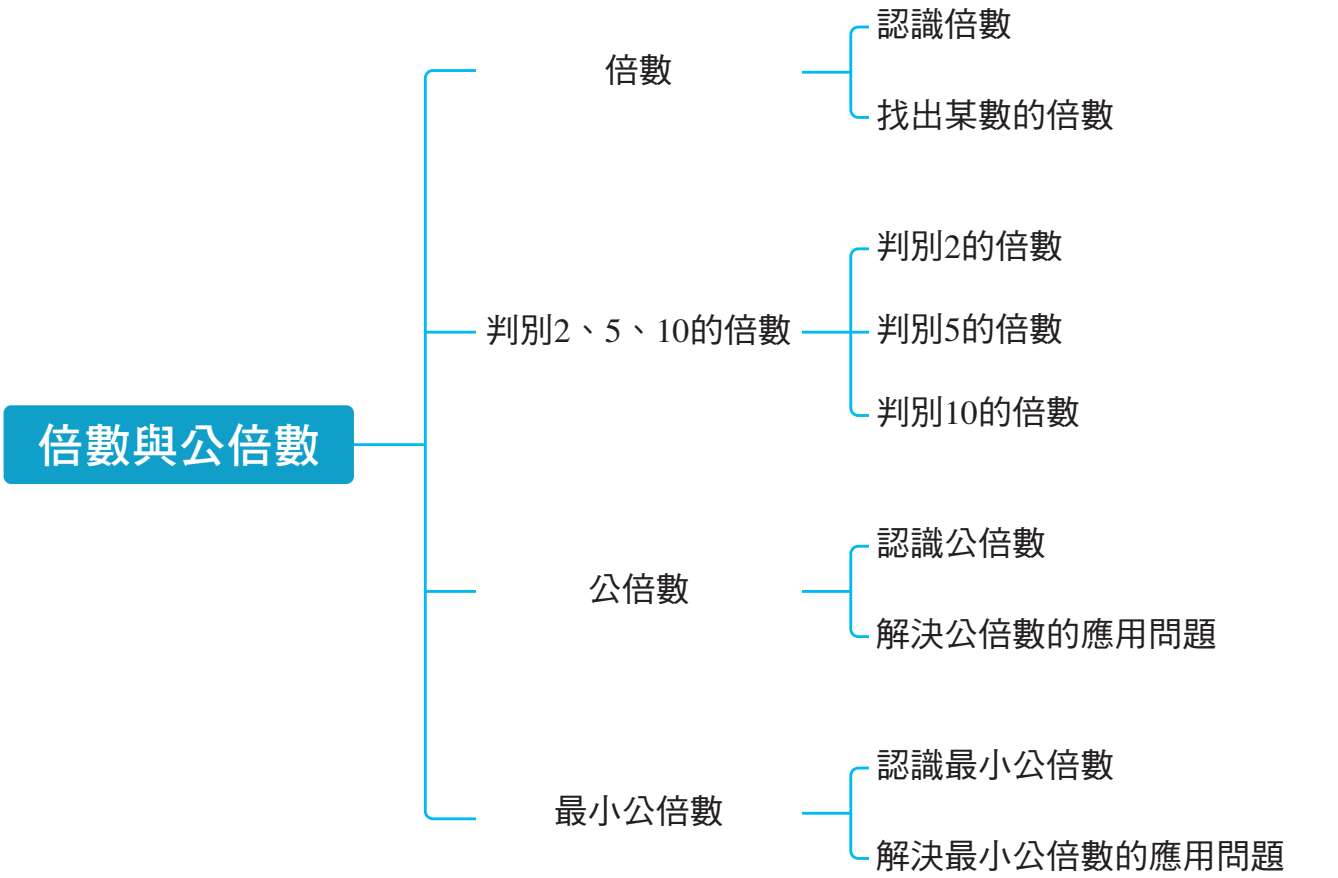 倍數與公倍數
倍數
認識倍數
找出某數的倍數
判別2、5、10的倍數
判別2的倍數
判別5的倍數
判別10的倍數
公倍數
認識公倍數
解決公倍數的應用問題
最小公倍數
認識最小公倍數
解決最小公倍數的應用問題